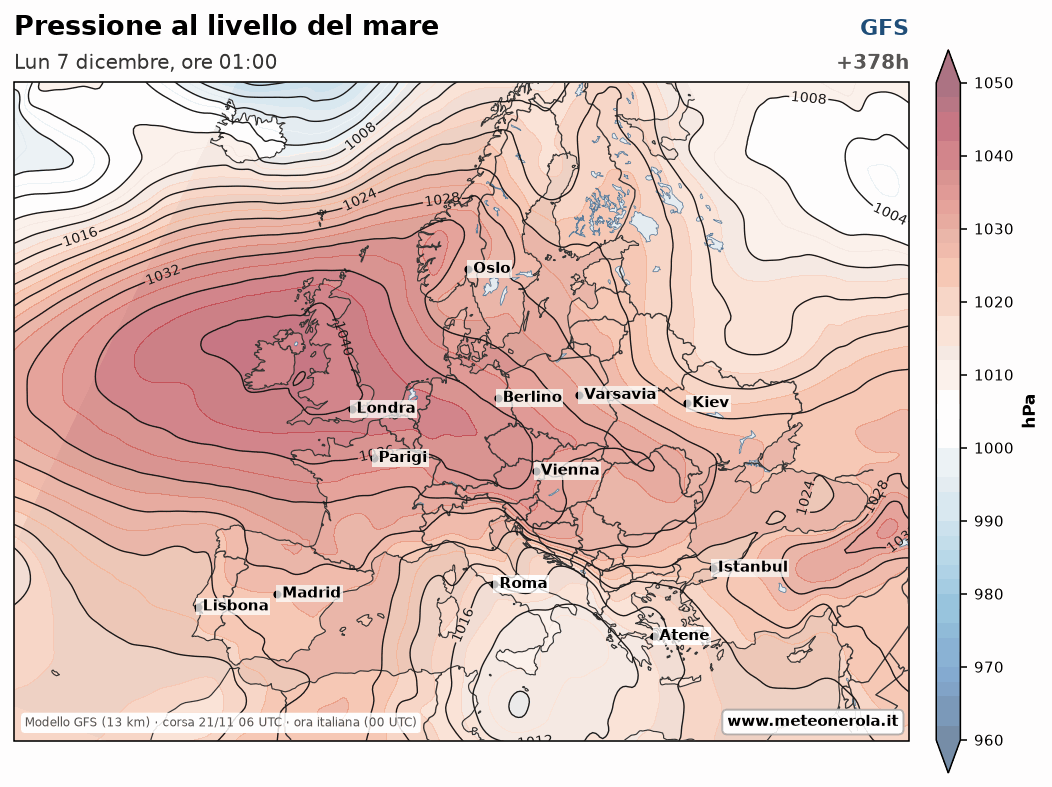 Pressione al livello del mare
GFS
Lun 7 dicembre, ore 01:00
+378h
1008
1008
1004
1024
1028
1016
1032
Oslo
1040
Londra
Berlino
Varsavia
Kiev
Parigi
Vienna
1024
1028
Istanbul
Roma
Madrid
Lisbona
1016
Atene
Modello GFS (13 km) · corsa 21/11 06 UTC · ora italiana (00 UTC)
www.meteonerola.it
1050
1040
1030
1020
1010
1000
990
980
970
960
hPa